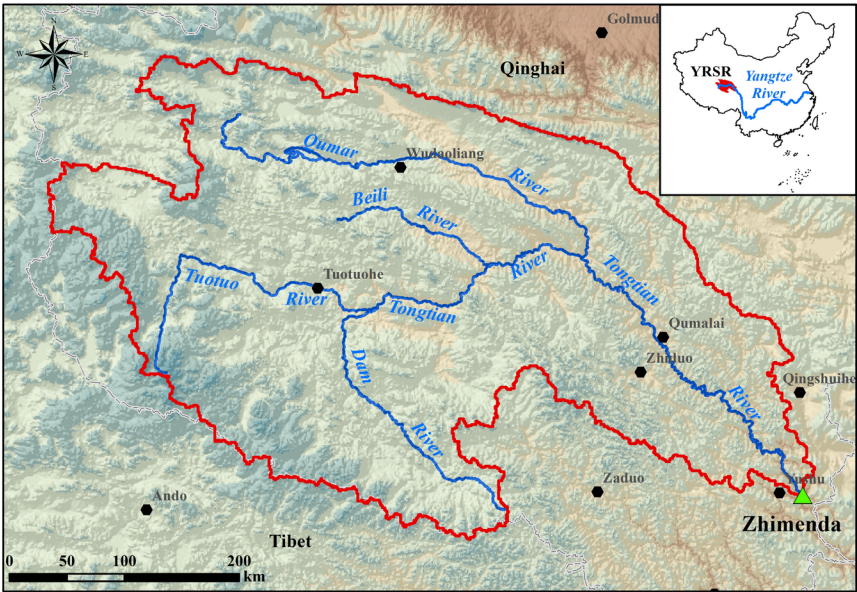 Golmud
Qinghai
YRSR
Yangtze
River
N
W
E
S
Qumar
River
Wudaoliang
Beili
River
River
Tuotuo
River
Tuotuohe
Tongtian
Tongtian
River
Dam
River
Qumalai
Zhiduo
Qingshuihe
Zaduo
Yushu
Zhimenda
Ando
Tibet
0 50 100 200
km